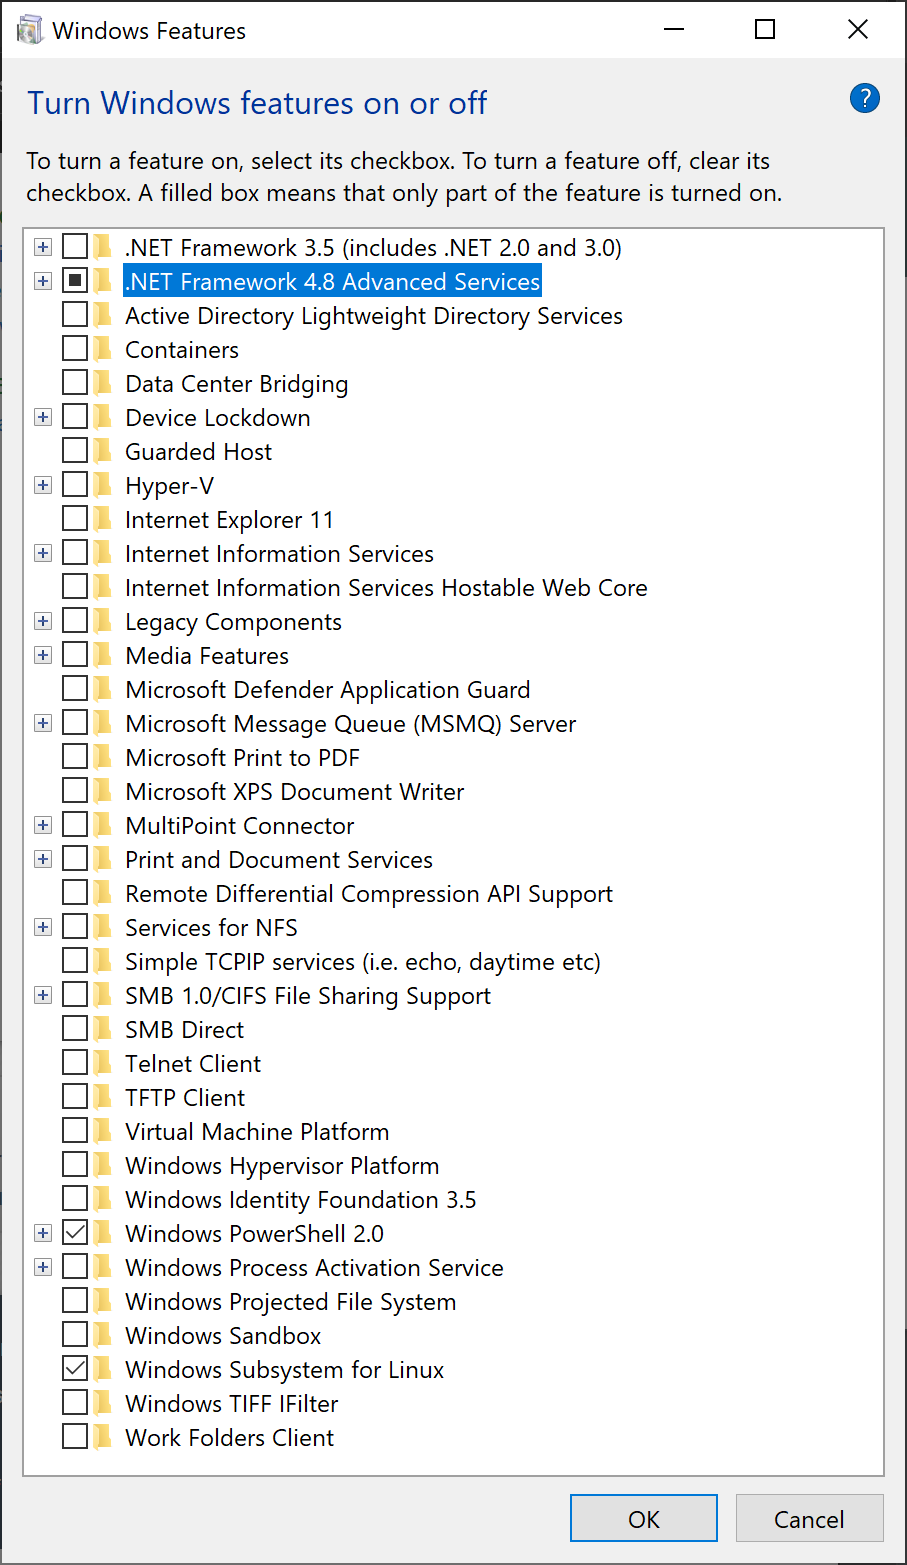 Windows Features
Turn Windows features on or off
?
To turn a feature on, select its checkbox. To turn a feature off, clear its
checkbox. A filled box means that only part of the feature is turned on.
.NET Framework 3.5 (includes .NET 2.0 and 3.0)
.NET Framework 4.8 Advanced Services
Active Directory Lightweight Directory Services
Containers
Data Center Bridging
Device Lockdown
Guarded Host
Hyper-V
Internet Explorer 11
Internet Information Services
Internet Information Services Hostable Web Core
Legacy Components
Media Features
Microsoft Defender Application Guard
Microsoft Message Queue (MSMQ) Server
Microsoft Print to PDF
Microsoft XPS Document Writer
MultiPoint Connector
Print and Document Services
Remote Differential Compression API Support
Services for NFS
Simple TCPIP services (i.e. echo, daytime etc)
SMB 1.0/CIFS File Sharing Support
SMB Direct
Telnet Client
TFTP Client
Virtual Machine Platform
Windows Hypervisor Platform
Windows Identity Foundation 3.5
Windows PowerShell 2.0
Windows Process Activation Service
Windows Projected File System
Windows Sandbox
Windows Subsystem for Linux
Windows TIFF IFilter
Work Folders Client
OK
Cancel